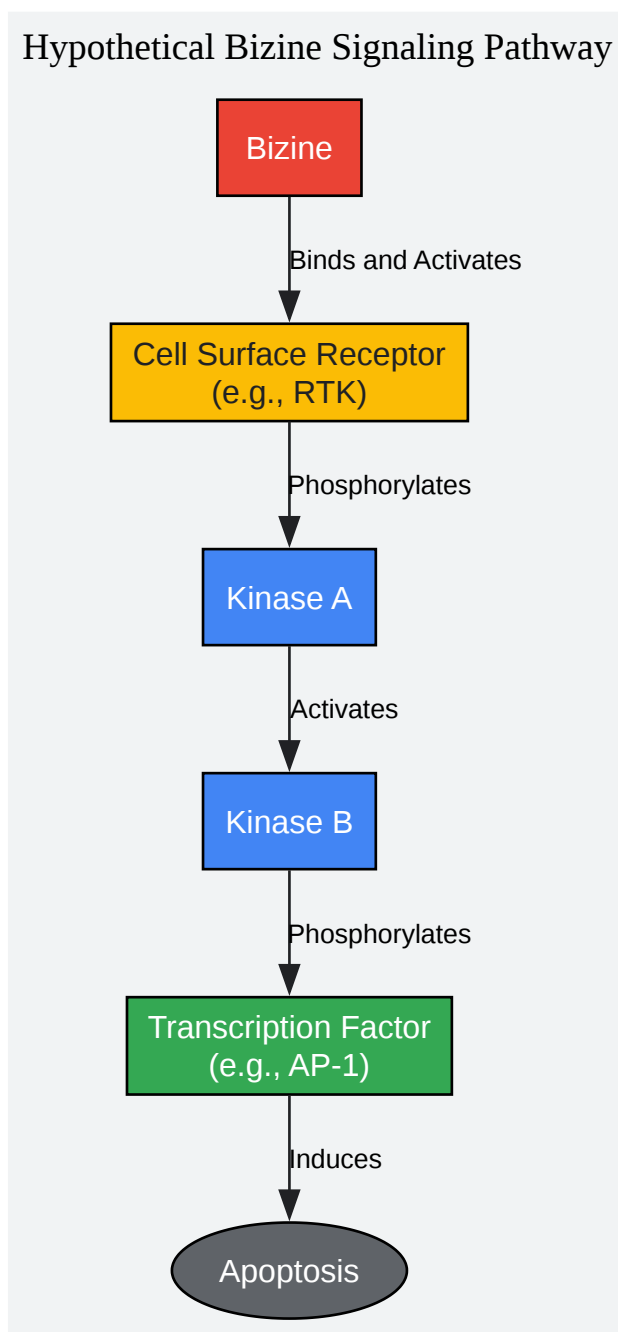 Hypothetical Bizine Signaling Pathway
Bizine
Binds and Activates
Cell Surface Receptor
(e.g., RTK)
Phosphorylates
Kinase A
Activates
Kinase B
Phosphorylates
Transcription Factor
(e.g., AP-1)
Induces
Apoptosis